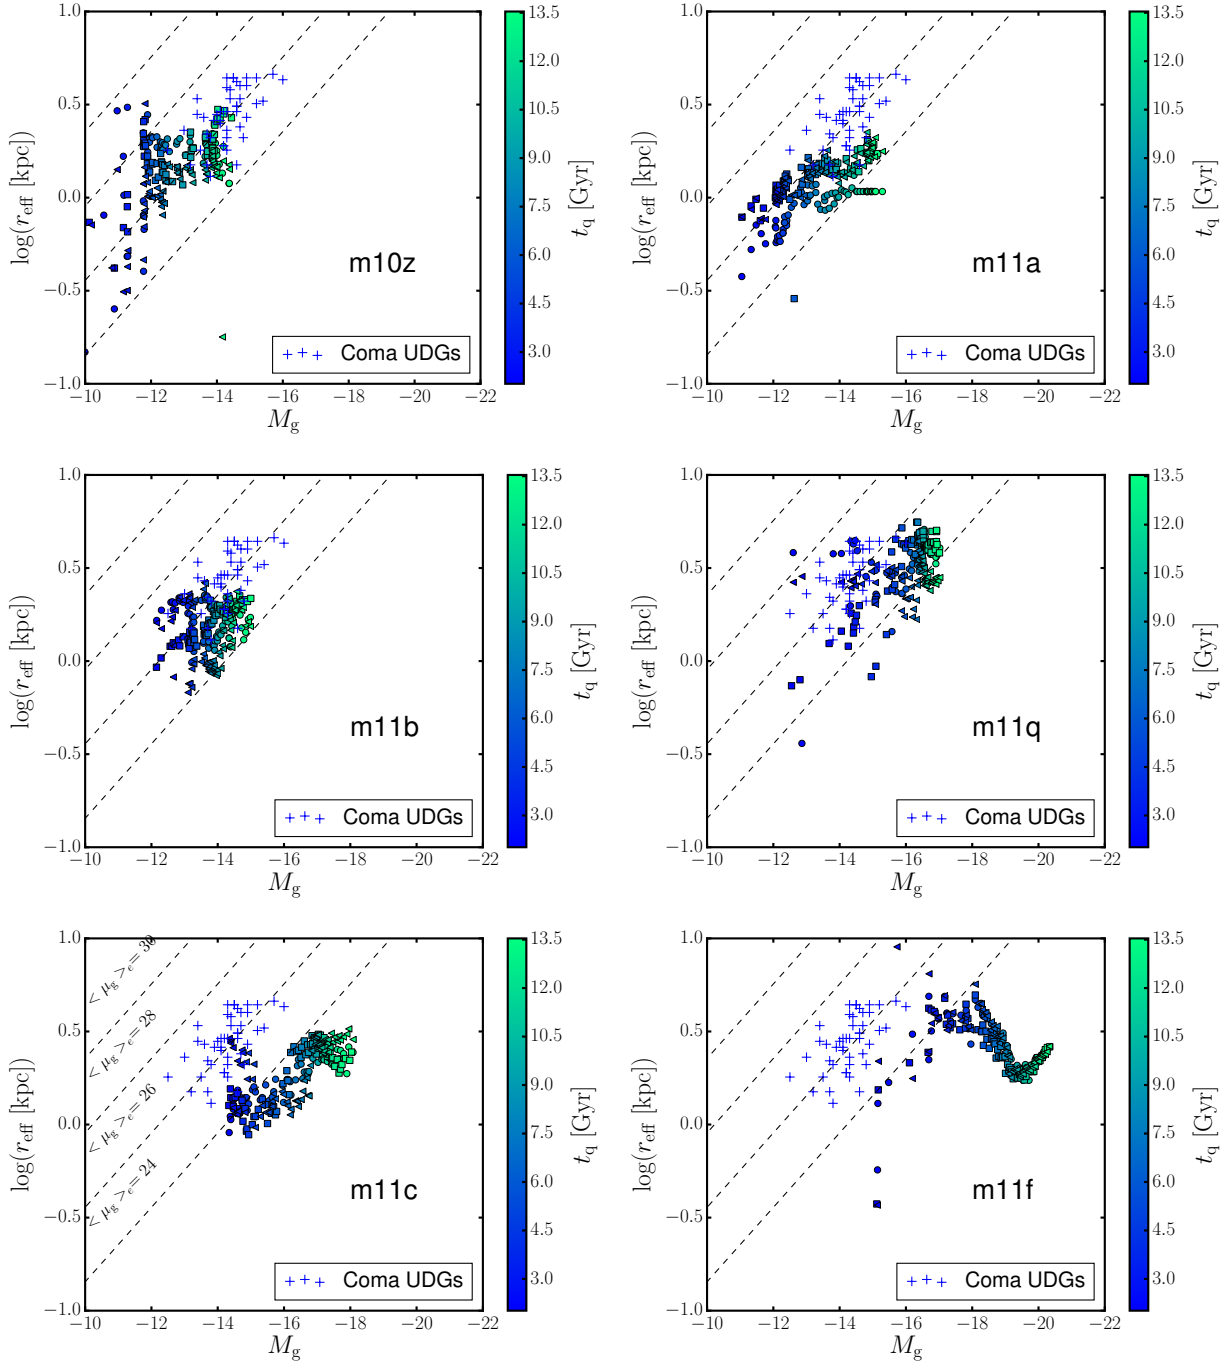 1.0
0.5
0.0
−0.5
−1.0
log(r_eff [kpc])
−10 −12 −14 −16 −18 −20 −22
M_g
m10z
Coma UDGs
13.5
12.0
10.5
9.0
7.5
6.0
4.5
3.0
t_q [Gyr]
1.0
0.5
0.0
−0.5
−1.0
log(r_eff [kpc])
−10 −12 −14 −16 −18 −20 −22
M_g
m11a
Coma UDGs
13.5
12.0
10.5
9.0
7.5
6.0
4.5
3.0
t_q [Gyr]
1.0
0.5
0.0
−0.5
−1.0
log(r_eff [kpc])
−10 −12 −14 −16 −18 −20 −22
M_g
m11b
Coma UDGs
13.5
12.0
10.5
9.0
7.5
6.0
4.5
3.0
t_q [Gyr]
1.0
0.5
0.0
−0.5
−1.0
log(r_eff [kpc])
−10 −12 −14 −16 −18 −20 −22
M_g
m11q
Coma UDGs
13.5
12.0
10.5
9.0
7.5
6.0
4.5
3.0
t_q [Gyr]
1.0
0.5
0.0
−0.5
−1.0
log(r_eff [kpc])
−10 −12 −14 −16 −18 −20 −22
M_g
< μ_g >_e = 30
< μ_g >_e = 28
< μ_g >_e = 26
< μ_g >_e = 24
m11c
Coma UDGs
13.5
12.0
10.5
9.0
7.5
6.0
4.5
3.0
t_q [Gyr]
1.0
0.5
0.0
−0.5
−1.0
log(r_eff [kpc])
−10 −12 −14 −16 −18 −20 −22
M_g
m11f
Coma UDGs
13.5
12.0
10.5
9.0
7.5
6.0
4.5
3.0
t_q [Gyr]